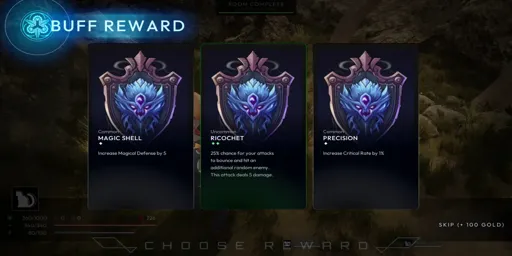 ROOM COMPLETE
BUFF REWARD
Common
MAGIC SHELL
Increase Magical Defense by 5
Uncommon
RICOCHET
25% chance for your attacks
to bounce and hit an
additional random enemy.
This attack deals 5 damage.
Common
PRECISION
Increase Critical Rate by 1%
SKIP (+ 100 GOLD)
CHOOSE REWARD